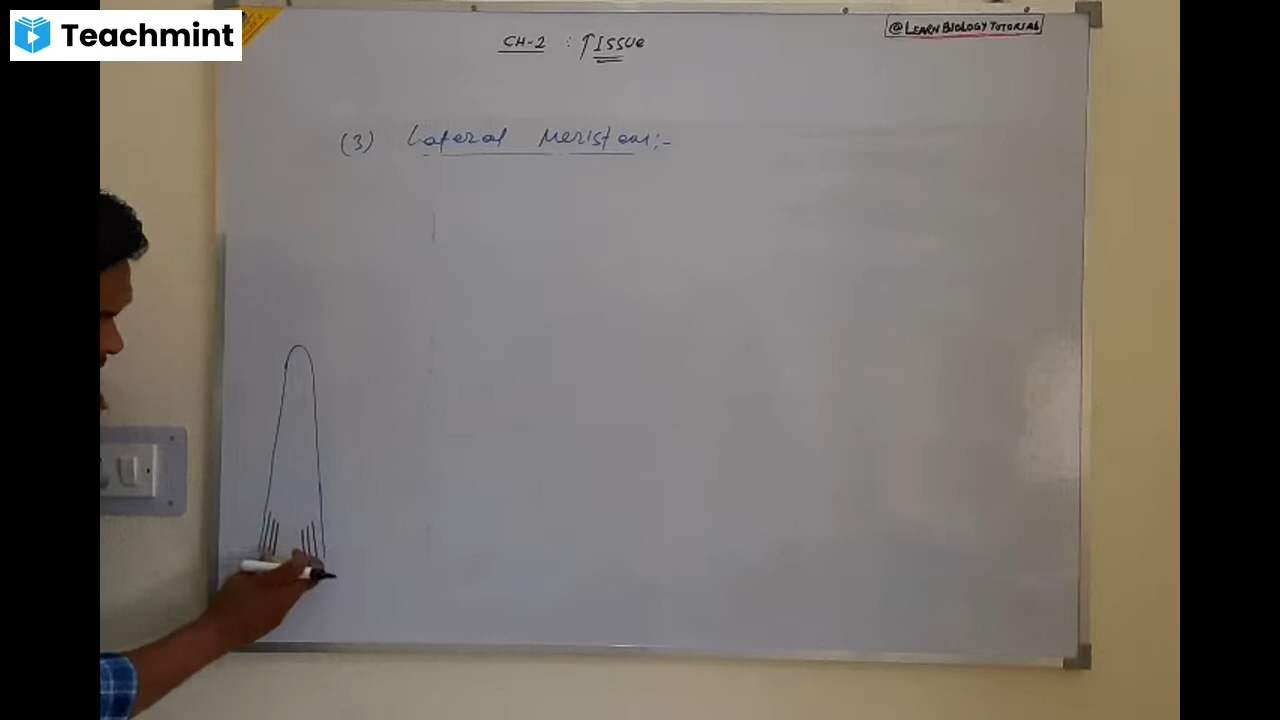 Teachmint
@LEARN BIOLOGY TUTORIAL
CH-2 : TISSUe
(3) Lateral Meristem:-